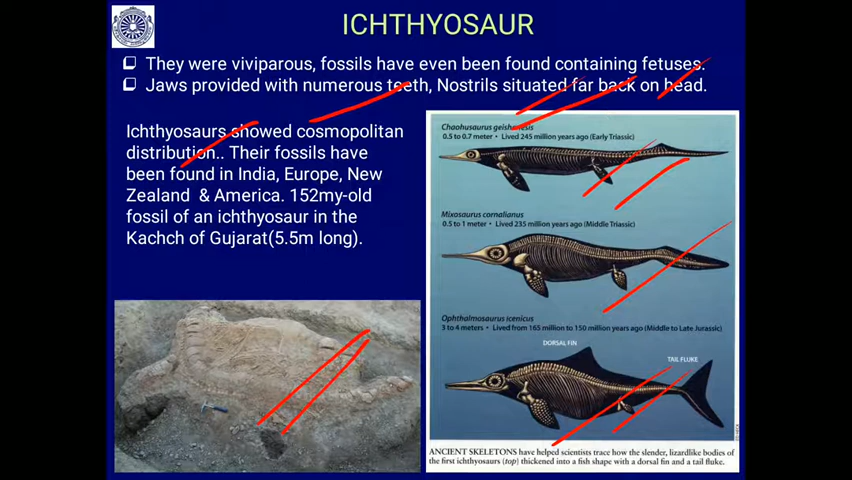 ICHTHYOSAUR
They were viviparous, fossils have even been found containing fetuses.
Jaws provided with numerous teeth, Nostrils situated far back on head.
Ichthyosaurs showed cosmopolitan
distribution.. Their fossils have
been found in India, Europe, New
Zealand & America. 152my-old
fossil of an ichthyosaur in the
Kachch of Gujarat(5.5m long).
Chaohusaurus geishanensis
0.5 to 0.7 meter • Lived 245 million years ago (Early Triassic)
Mixosaurus cornalianus
0.5 to 1 meter • Lived 235 million years ago (Middle Triassic)
Ophthalmosaurus icenicus
3 to 4 meters • Lived from 165 million to 150 million years ago (Middle to Late Jurassic)
DORSAL FIN
TAIL FLUKE
ANCIENT SKELETONS have helped scientists trace how the slender, lizardlike bodies of
the first ichthyosaurs (top) thickened into a fish shape with a dorsal fin and a tail fluke.